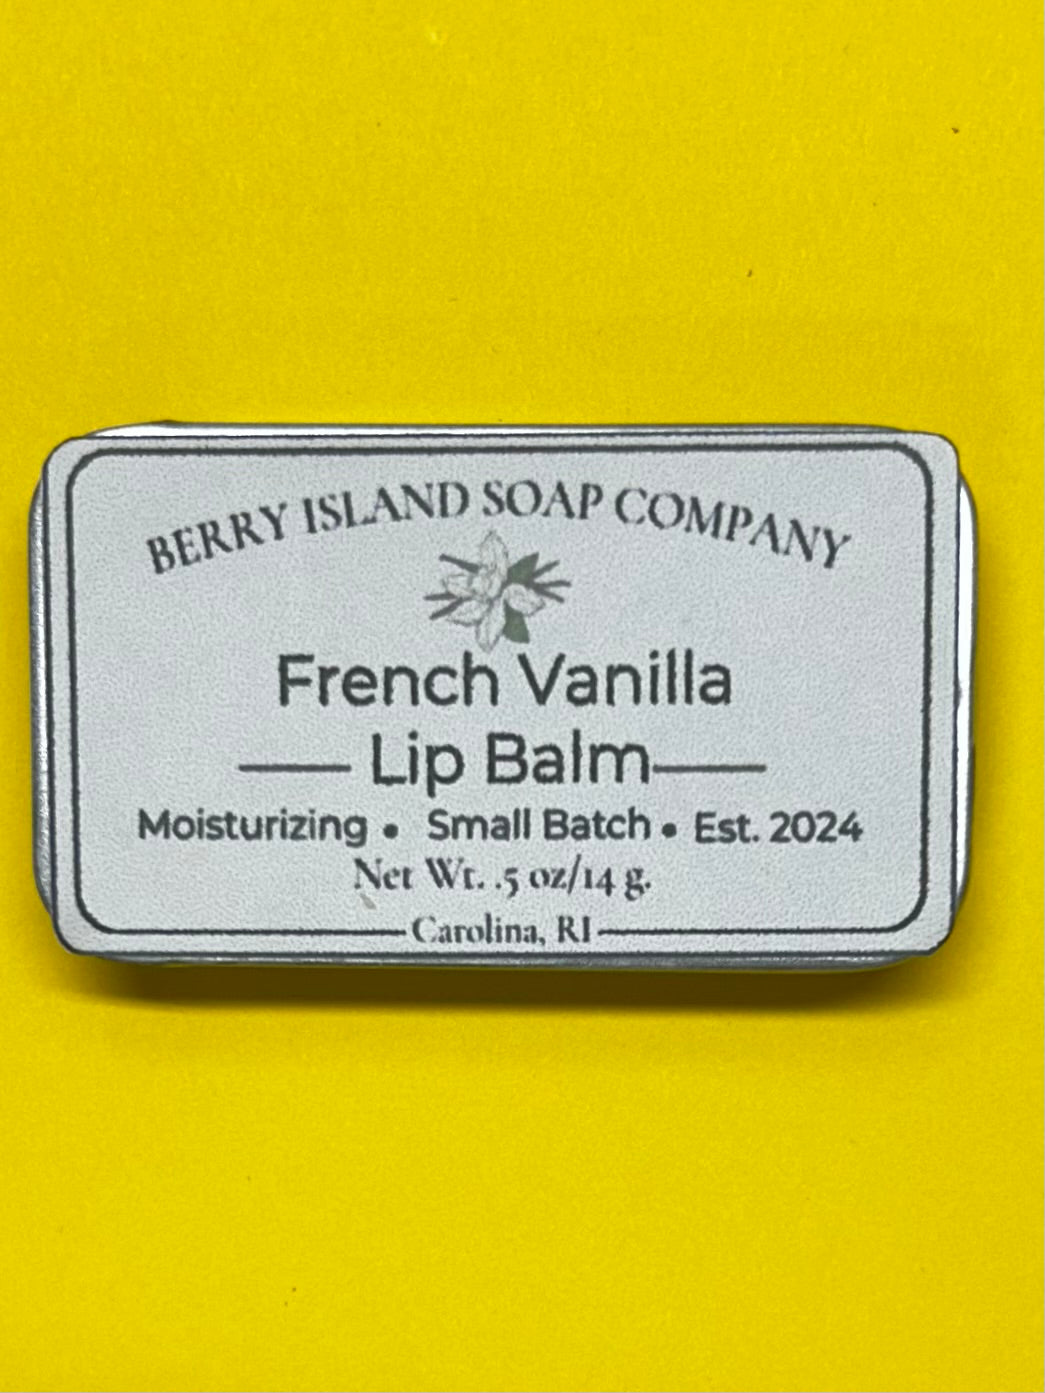 BERRY ISLAND SOAP COMPANY
French Vanilla
Lip Balm
Moisturizing • Small Batch • Est. 2024
Net Wt. .5 oz/14 g.
Carolina, RI